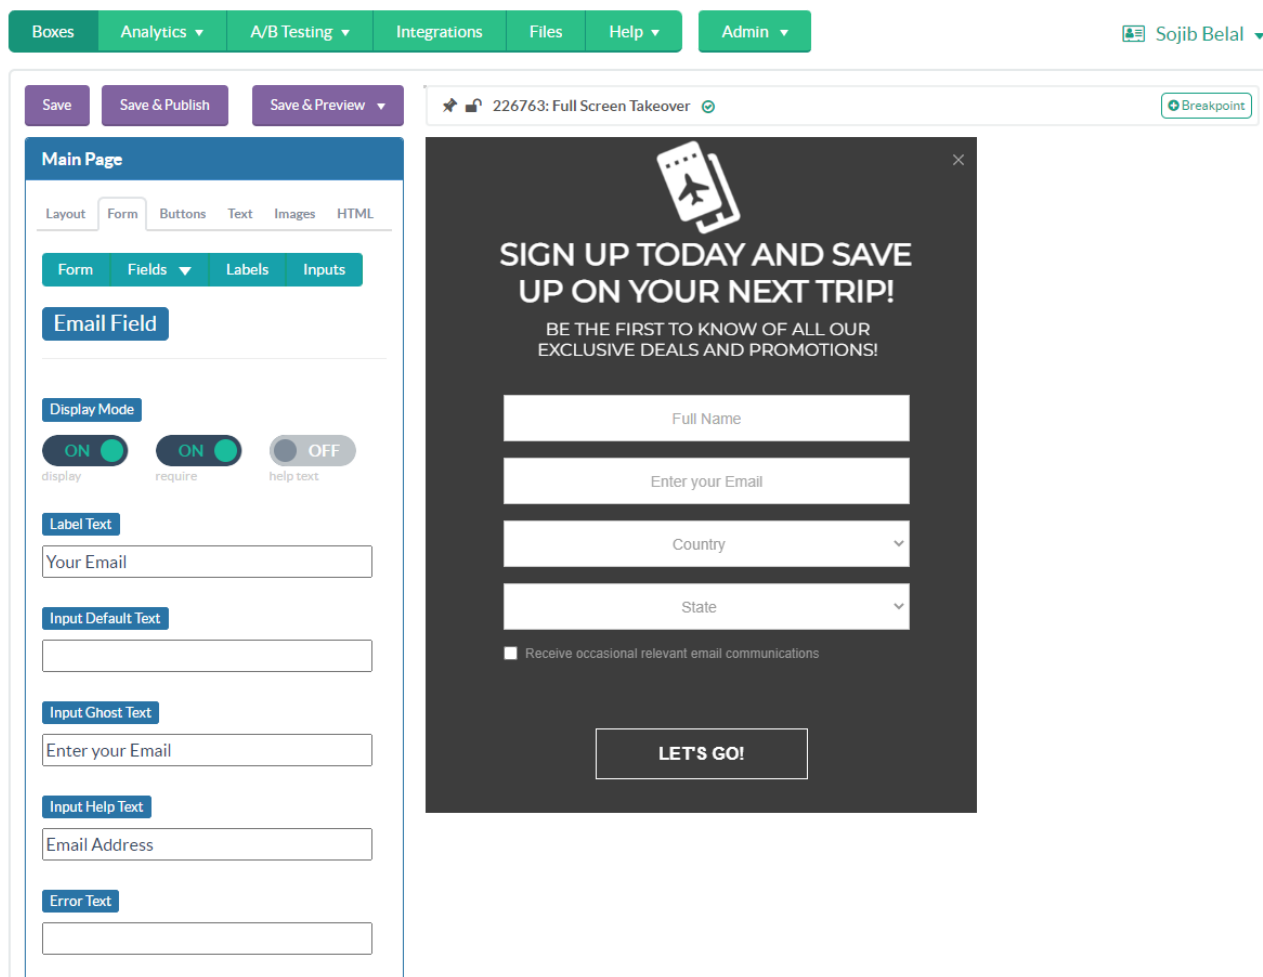 Boxes Analytics A/B Testing Integrations Files Help Admin Sojib Belal
Save Save & Publish Save & Preview 226763: Full Screen Takeover Breakpoint
Main Page
Layout Form Buttons Text Images HTML
Form Fields Labels Inputs
Email Field
Display Mode
ON ON OFF
display require help text
Label Text
Your Email
Input Default Text
Input Ghost Text
Enter your Email
Input Help Text
Email Address
Error Text
SIGN UP TODAY AND SAVE
UP ON YOUR NEXT TRIP!
BE THE FIRST TO KNOW OF ALL OUR
EXCLUSIVE DEALS AND PROMOTIONS!
Full Name
Enter your Email
Country
State
Receive occasional relevant email communications
LET'S GO!